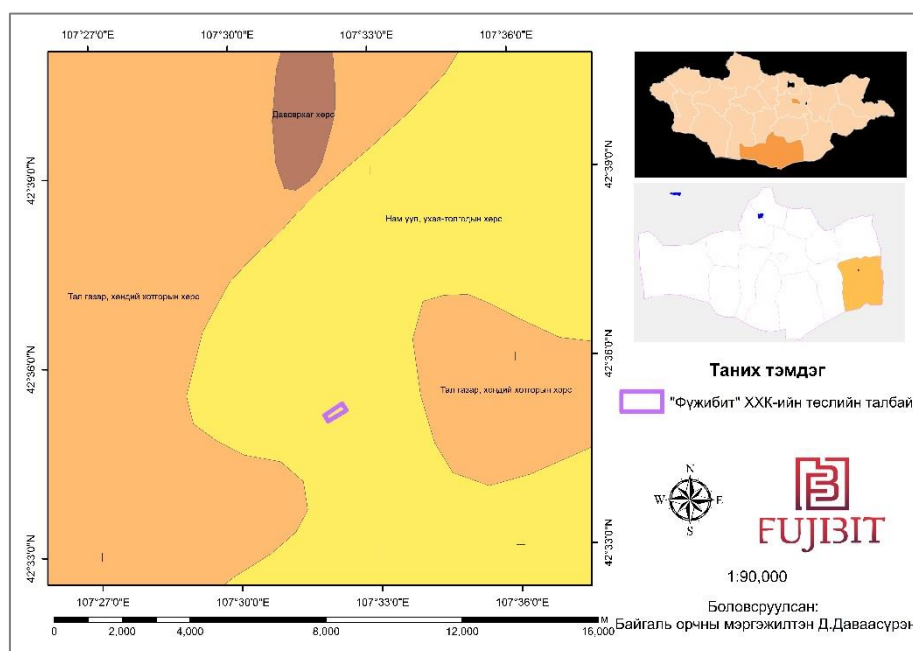 107°27'0"E 107°30'0"E 107°33'0"E 107°36'0"E
Давсархаг хөрс
42°39'0"N 42°39'0"N
Нам уул, ухаа-толгодын хөрс
Тал газар, хөндий хотгорын хөрс
42°36'0"N 42°36'0"N
Тал газар, хөндий хотгорын хөрс
42°33'0"N 42°33'0"N
107°27'0"E 107°30'0"E 107°33'0"E 107°36'0"E
0 2,000 4,000 8,000 12,000 16,000
м
Таних тэмдэг
"Фүжибит" ХХК-ийн төслийн талбай
N
W E
S
FUJIBIT
1:90,000
Боловсруулсан:
Байгаль орчны мэргэжилтэн Д.Даваасүрэн